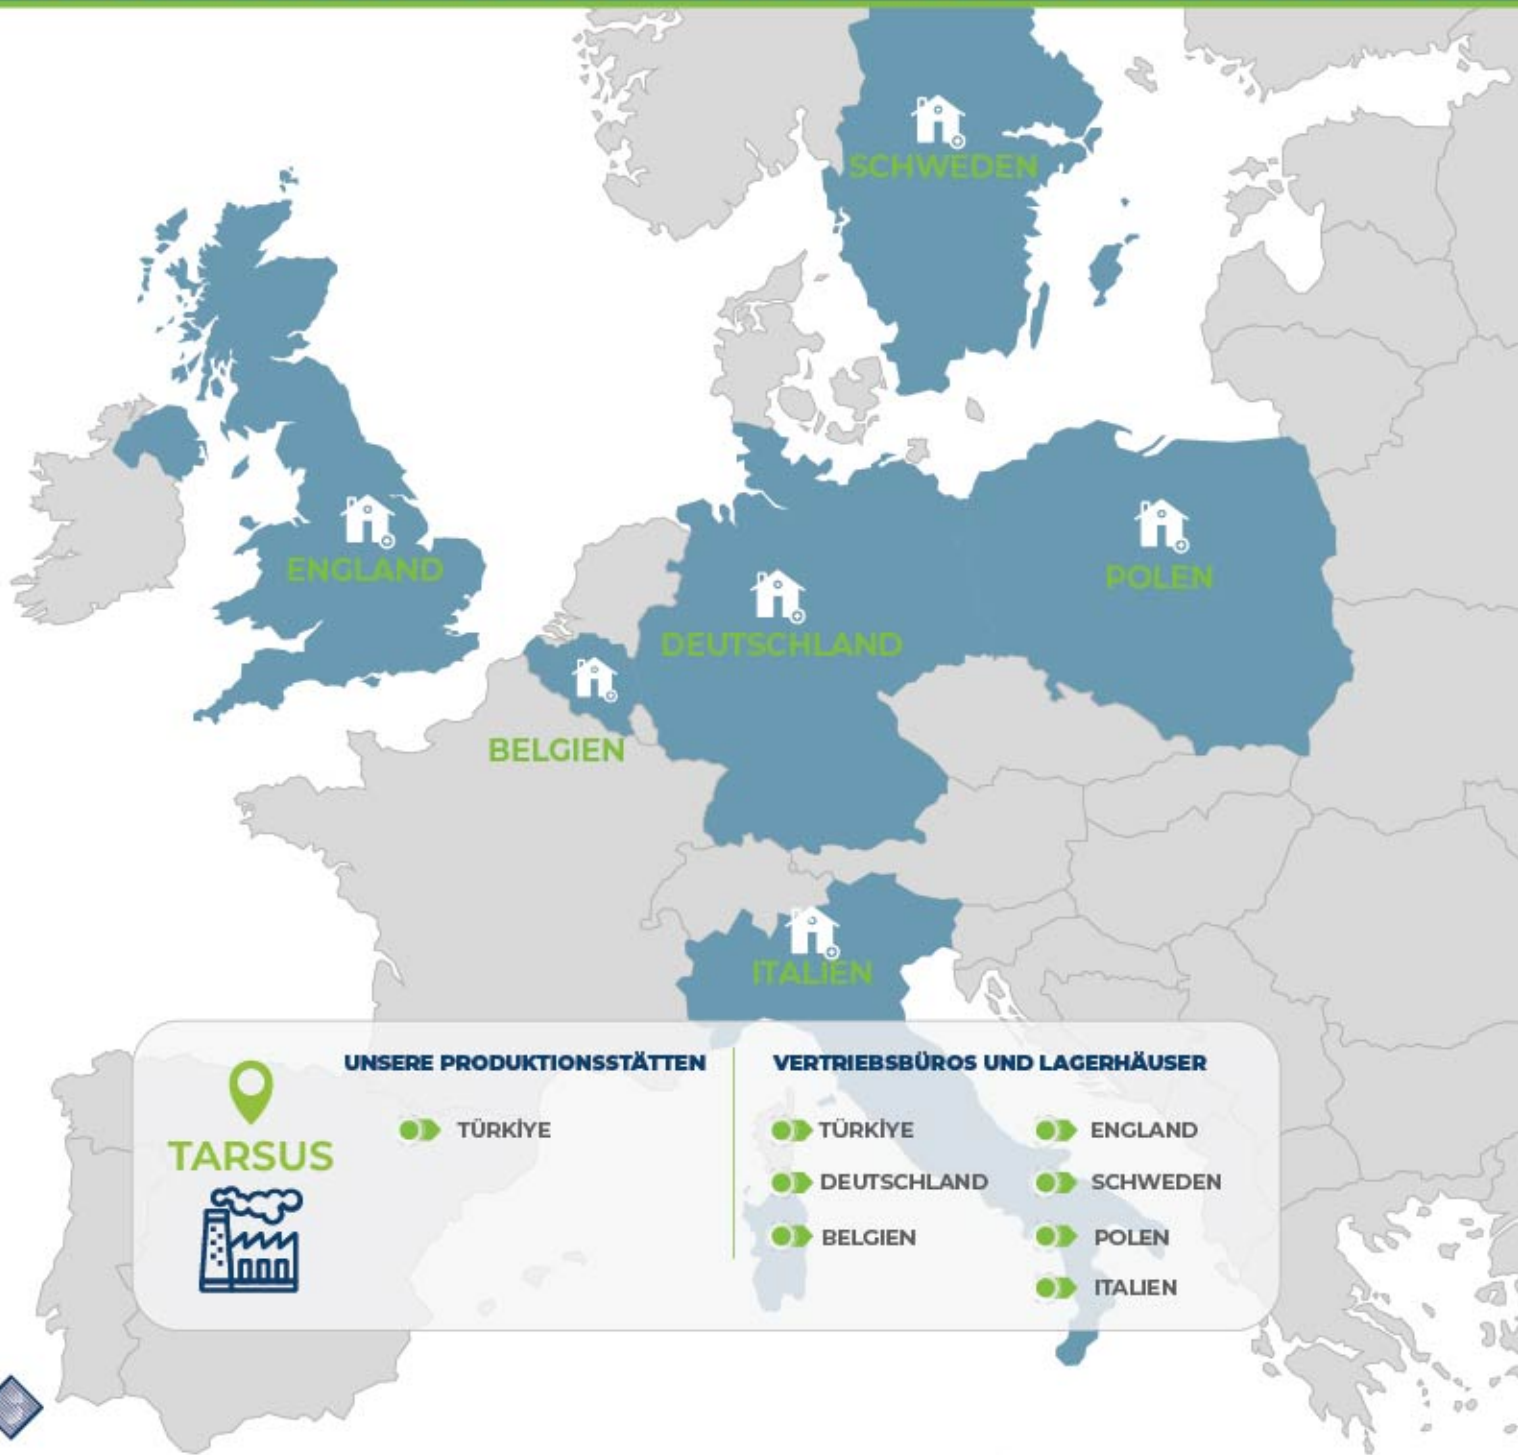 SCHWEDEN
ENGLAND
POLEN
DEUTSCHLAND
BELGIEN
ITALIEN
TARSUS
UNSERE PRODUKTIONSSTÄTTEN
TÜRKİYE
VERTRIEBSBÜROS UND LAGERHÄUSER
TÜRKİYE
DEUTSCHLAND
BELGIEN
ENGLAND
SCHWEDEN
POLEN
ITALIEN